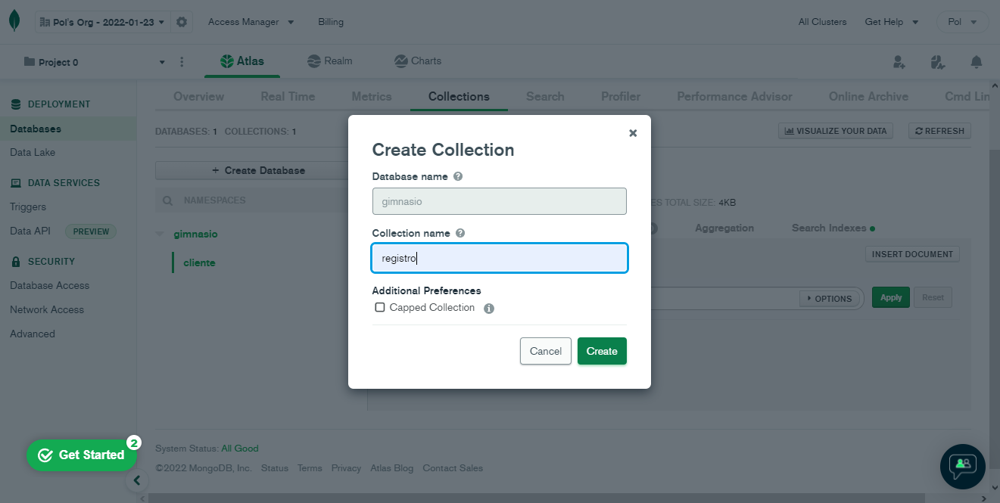 Pol's Org - 2022-01-23
Access Manager
Billing
All Clusters
Get Help
Pol
Project 0
Atlas
Realm
Charts
Overview
Real Time
Metrics
Collections
Search
Profiler
Performance Advisor
Online Archive
Cmd Lin
DEPLOYMENT
Databases
Data Lake
DATA SERVICES
Triggers
Data API
PREVIEW
SECURITY
Database Access
Network Access
Advanced
DATABASES: 1 COLLECTIONS: 1
VISUALIZE YOUR DATA
REFRESH
+ Create Database
NAMESPACES
gimnasio
cliente
ES TOTAL SIZE: 4KB
Aggregation
Search Indexes
INSERT DOCUMENT
OPTIONS
Apply
Reset
Create Collection
Database name
gimnasio
Collection name
registro
Additional Preferences
Capped Collection
Cancel
Create
System Status: All Good
©2022 MongoDB, Inc.
Status
Terms
Privacy
Atlas Blog
Contact Sales
Get Started
2